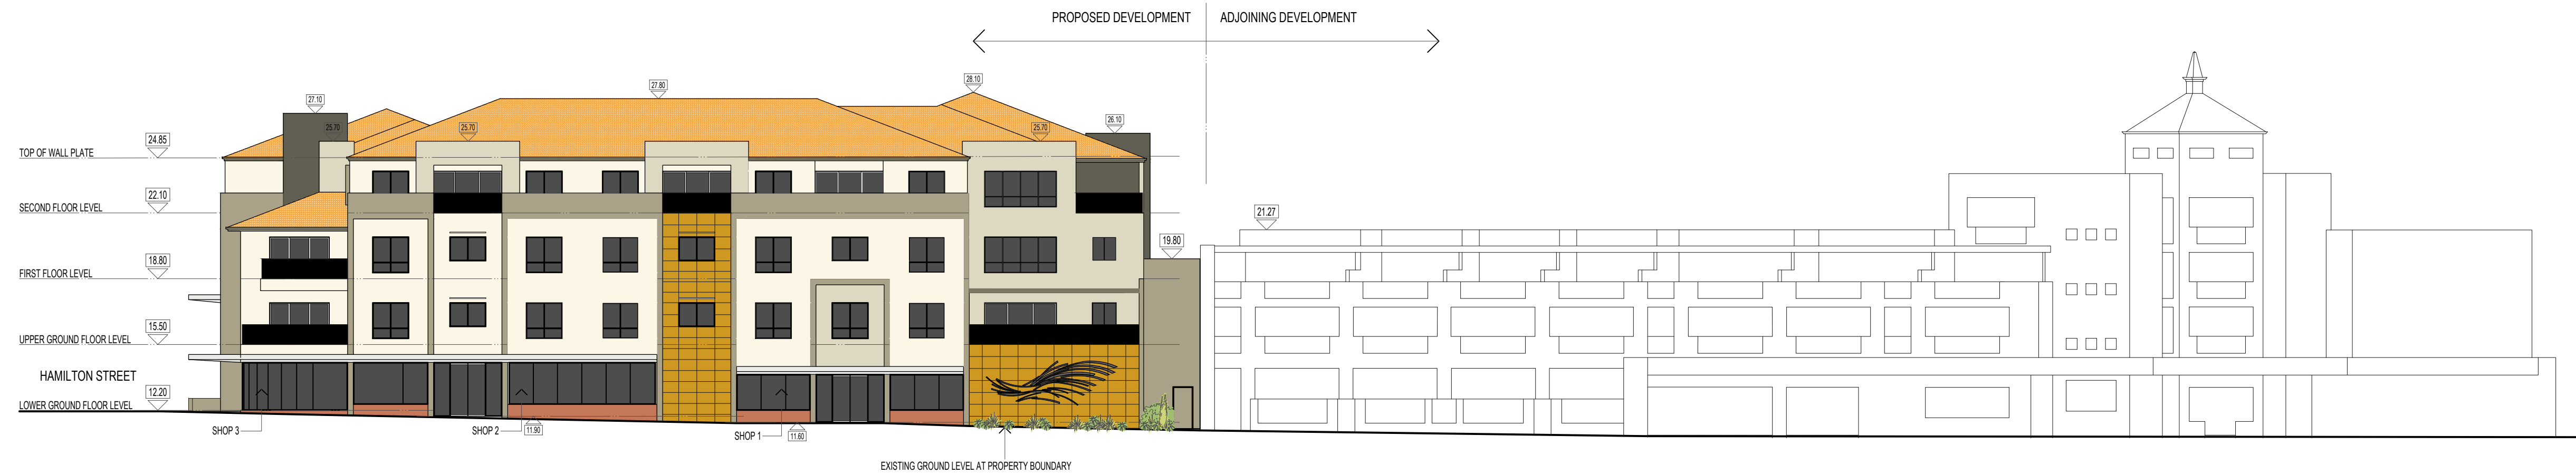 PROPOSED DEVELOPMENT
ADJOINING DEVELOPMENT
28.10
27.80
27.10
26.10
25.70
25.70
25.70
24.85
TOP OF WALL PLATE
22.10
SECOND FLOOR LEVEL
21.27
19.80
18.80
FIRST FLOOR LEVEL
15.50
UPPER GROUND FLOOR LEVEL
HAMILTON STREET
12.20
LOWER GROUND FLOOR LEVEL
SHOP 3
SHOP 2
11.90
SHOP 1
11.60
EXISTING GROUND LEVEL AT PROPERTY BOUNDARY